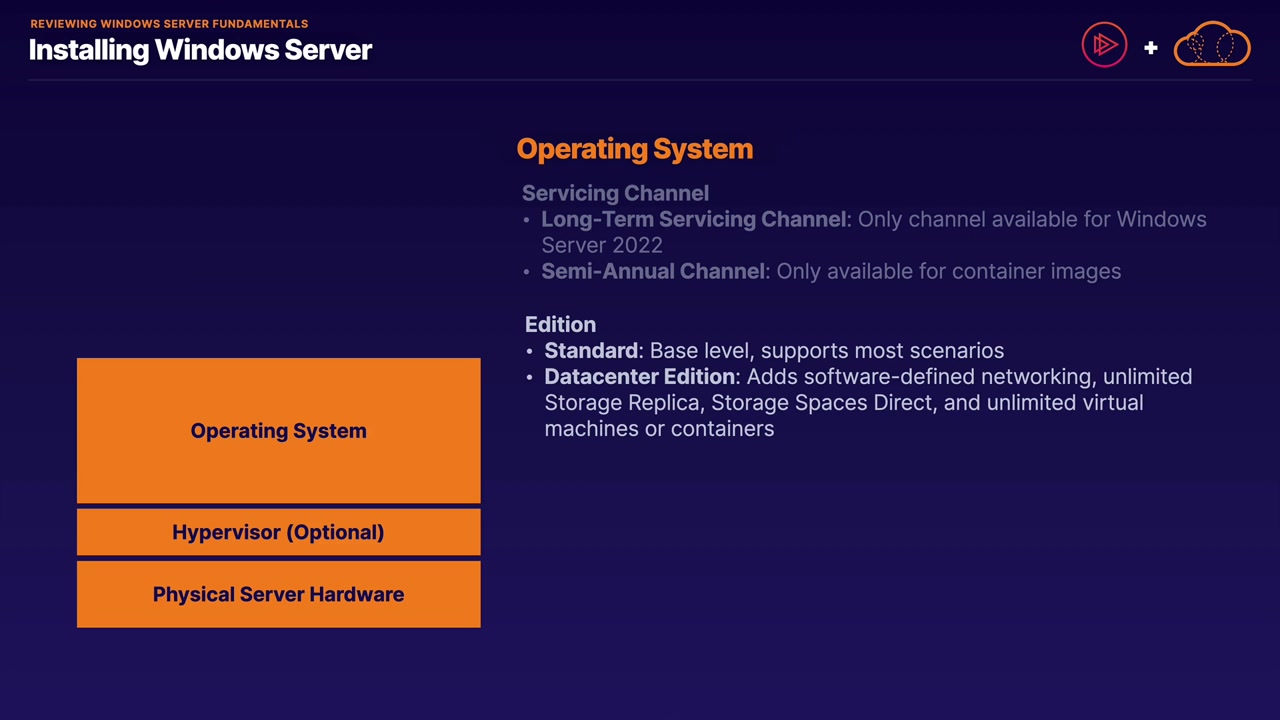 REVIEWING WINDOWS SERVER FUNDAMENTALS
Installing Windows Server
+
Operating System
Servicing Channel
• Long-Term Servicing Channel: Only channel available for Windows
Server 2022
• Semi-Annual Channel: Only available for container images
Edition
• Standard: Base level, supports most scenarios
• Datacenter Edition: Adds software-defined networking, unlimited
Storage Replica, Storage Spaces Direct, and unlimited virtual
machines or containers
Operating System
Hypervisor (Optional)
Physical Server Hardware